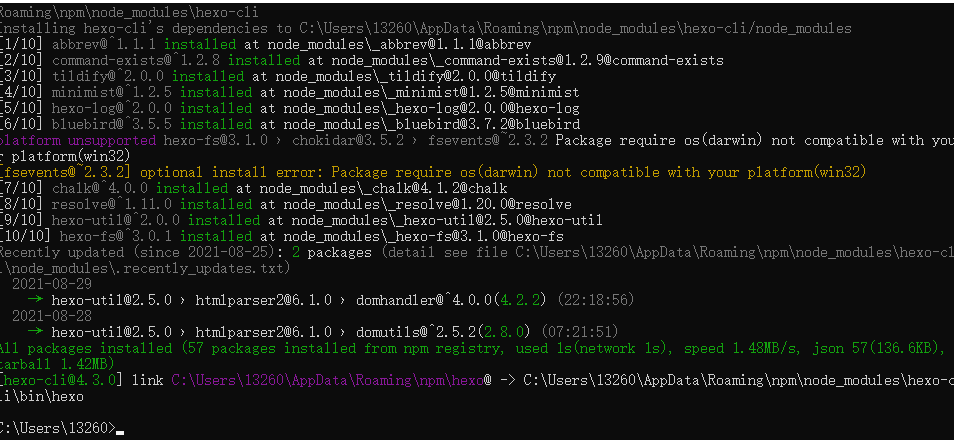 Roaming\npm\node_modules\hexo-cli
Installing hexo-cli's dependencies to C:\Users\13260\AppData\Roaming\npm\node_modules\hexo-cli/node_modules
[1/10] abbrev@^1.1.1 installed at node_modules\_abbrev@1.1.1@abbrev
[2/10] command-exists@^1.2.8 installed at node_modules\_command-exists@1.2.9@command-exists
[3/10] tildify@^2.0.0 installed at node_modules\_tildify@2.0.0@tildify
[4/10] minimist@^1.2.5 installed at node_modules\_minimist@1.2.5@minimist
[5/10] hexo-log@^2.0.0 installed at node_modules\_hexo-log@2.0.0@hexo-log
[6/10] bluebird@^3.5.5 installed at node_modules\_bluebird@3.7.2@bluebird
platform unsupported hexo-fs@3.1.0 › chokidar@3.5.2 › fsevents@~2.3.2 Package require os(darwin) not compatible with you
r platform(win32)
[fsevents@~2.3.2] optional install error: Package require os(darwin) not compatible with your platform(win32)
[7/10] chalk@^4.0.0 installed at node_modules\_chalk@4.1.2@chalk
[8/10] resolve@^1.11.0 installed at node_modules\_resolve@1.20.0@resolve
[9/10] hexo-util@^2.0.0 installed at node_modules\_hexo-util@2.5.0@hexo-util
[10/10] hexo-fs@^3.0.1 installed at node_modules\_hexo-fs@3.1.0@hexo-fs
Recently updated (since 2021-08-25): 2 packages (detail see file C:\Users\13260\AppData\Roaming\npm\node_modules\hexo-cl
i\node_modules\.recently_updates.txt)
2021-08-29
→ hexo-util@2.5.0 › htmlparser2@6.1.0 › domhandler@^4.0.0(4.2.2) (22:18:56)
2021-08-28
→ hexo-util@2.5.0 › htmlparser2@6.1.0 › domutils@^2.5.2(2.8.0) (07:21:51)
All packages installed (57 packages installed from npm registry, used 1s(network 1s), speed 1.48MB/s, json 57(136.6KB),
tarball 1.42MB)
[hexo-cli@4.3.0] link C:\Users\13260\AppData\Roaming\npm\hexo@ -> C:\Users\13260\AppData\Roaming\npm\node_modules\hexo-c
li\bin\hexo
C:\Users\13260>